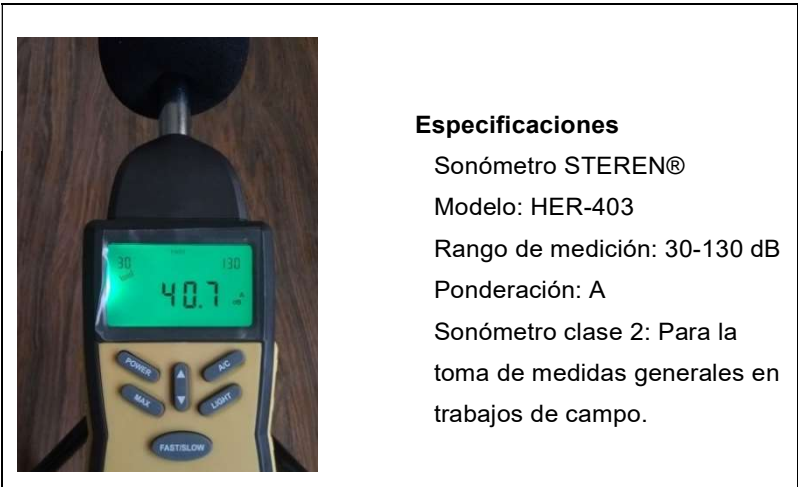 Especificaciones
Sonómetro STEREN®
Modelo: HER-403
Rango de medición: 30-130 dB
Ponderación: A
Sonómetro clase 2: Para la
toma de medidas generales en
trabajos de campo.
30 130
40.7 dB
POWER A/C
MAX LIGHT
FAST/SLOW